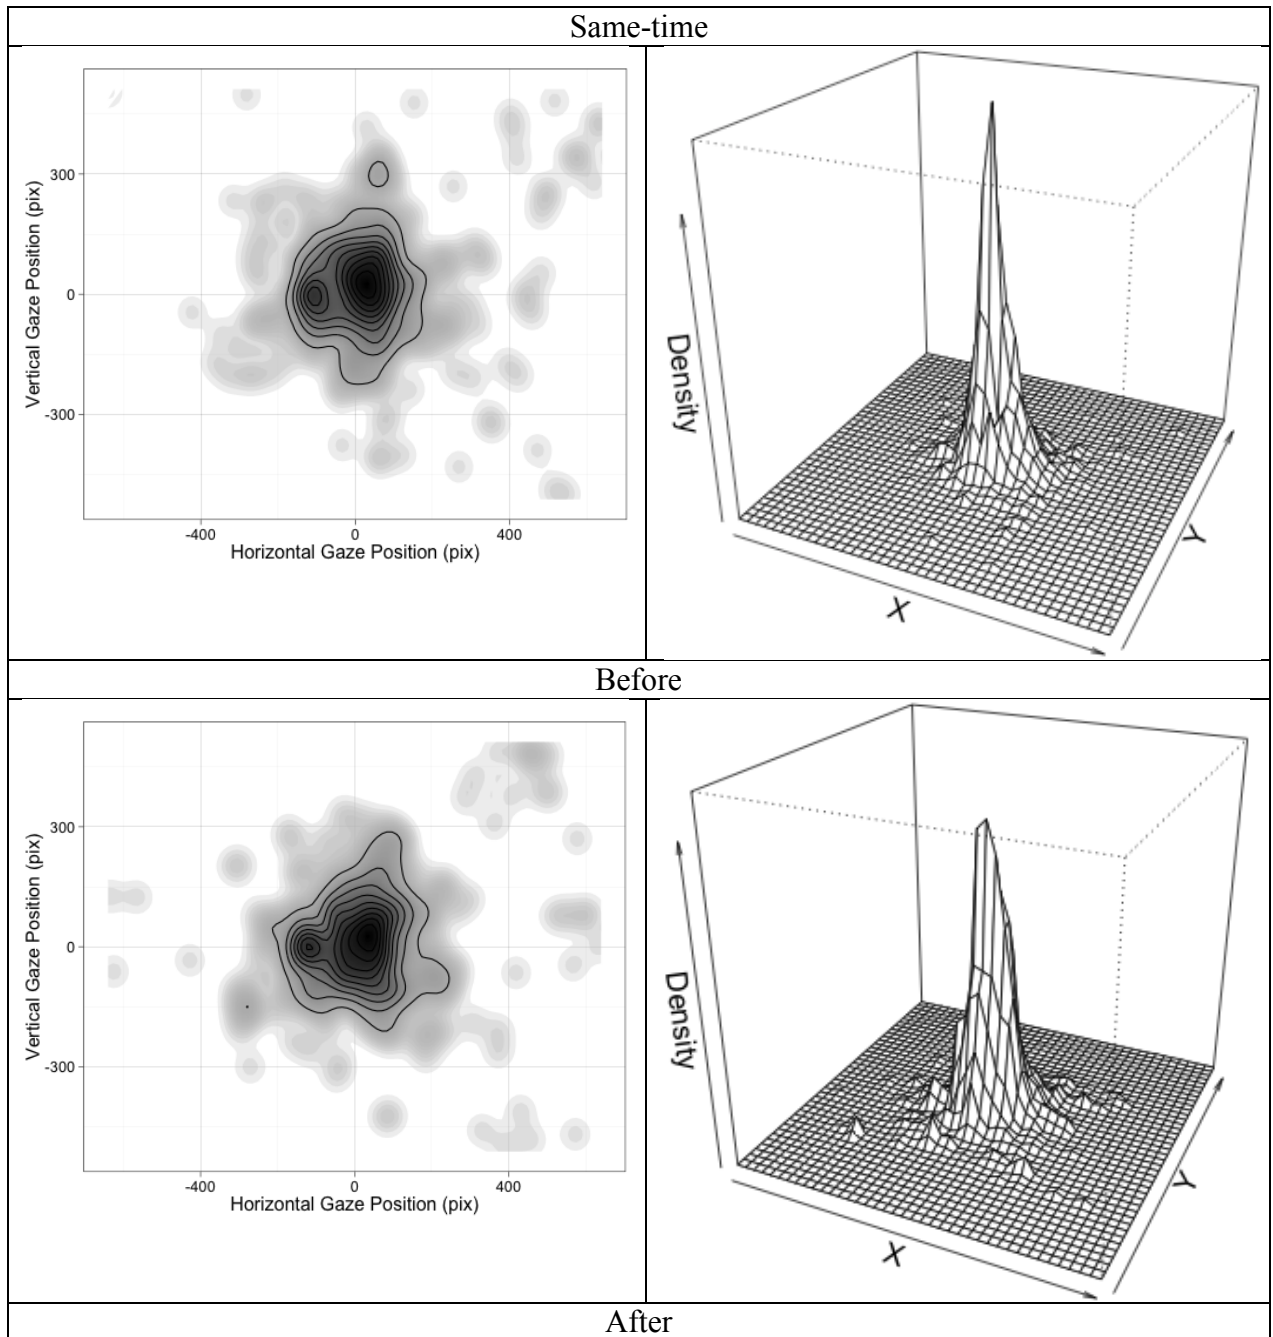 Same-time
Vertical Gaze Position (pix)
300
0
-300
-400 0 400
Horizontal Gaze Position (pix)
Density
X
Y
Before
Vertical Gaze Position (pix)
300
0
-300
-400 0 400
Horizontal Gaze Position (pix)
Density
X
Y
After